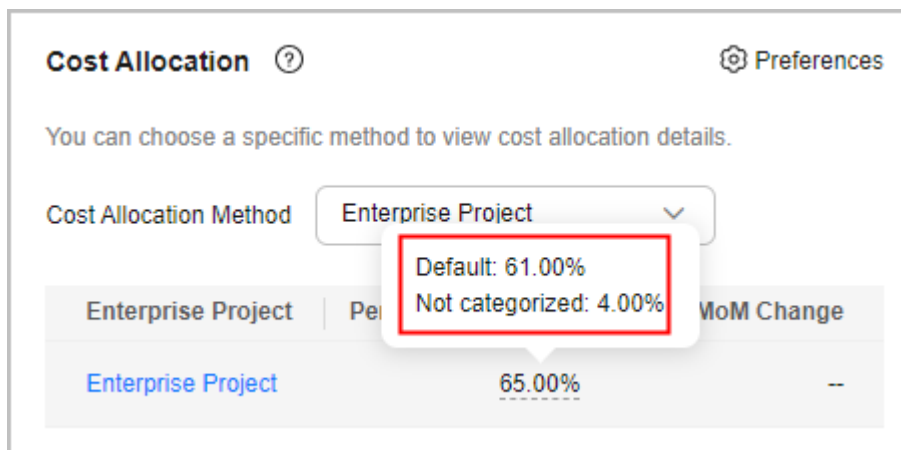 Cost Allocation ? Preferences
You can choose a specific method to view cost allocation details.
Cost Allocation Method Enterprise Project
Default: 61.00%
Not categorized: 4.00%
Enterprise Project MoM Change
Enterprise Project 65.00% --